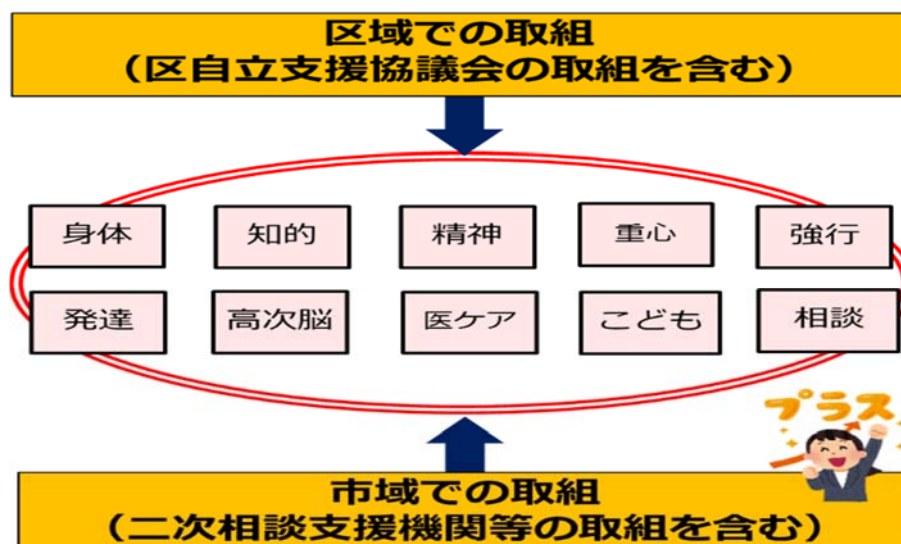 区域での取組
（区自立支援協議会の取組を含む）
身体 知的 精神 重心 強行
発達 高次脳 医ケア こども 相談
プラス
市域での取組
（二次相談支援機関等の取組を含む）